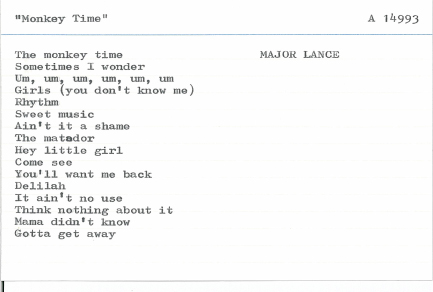 "Monkey Time" A 14993
The monkey time MAJOR LANCE
Sometimes I wonder
Um, um, um, um, um, um
Girls (you don't know me)
Rhythm
Sweet music
Ain't it a shame
The matador
Hey little girl
Come see
You'll want me back
Delilah
It ain't no use
Think nothing about it
Mama didn't know
Gotta get away